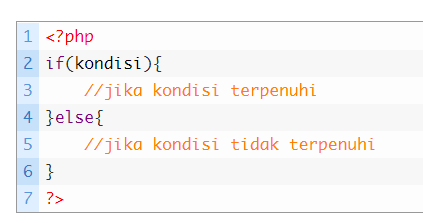 1 <?php
2 if(kondisi){
3     //jika kondisi terpenuhi
4 }else{
5     //jika kondisi tidak terpenuhi
6 }
7 ?>